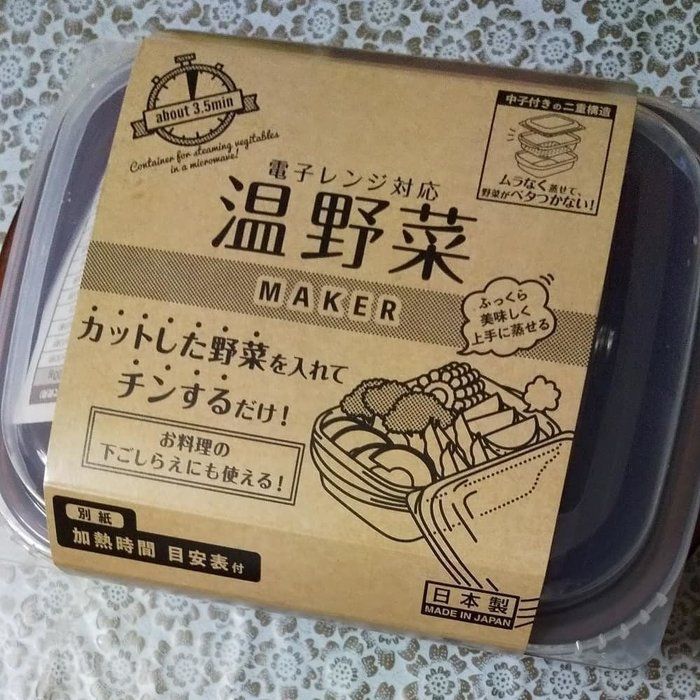 about 3.5min
Container for steaming vegetables
in a microwave!
中子付きの二重構造
ムラなく蒸せて、
野菜がベタつかない!
電子レンジ対応
温野菜
MAKER
ふっくら
美味しく
上手に蒸せる
カットした野菜を入れて
チンするだけ!
お料理の
下ごしらえにも使える!
別紙
加熱時間 目安表付
日本製
MADE IN JAPAN